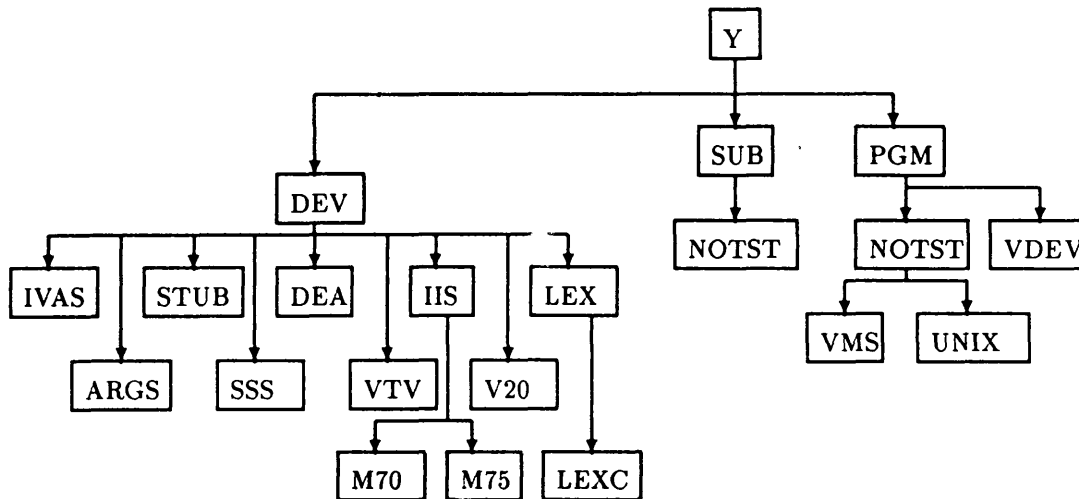 Y
SUB PGM
DEV
NOTST NOTST VDEV
IVAS STUB DEA IIS LEX
VMS UNIX
ARGS SSS VTV V20
M70 M75 LEXC